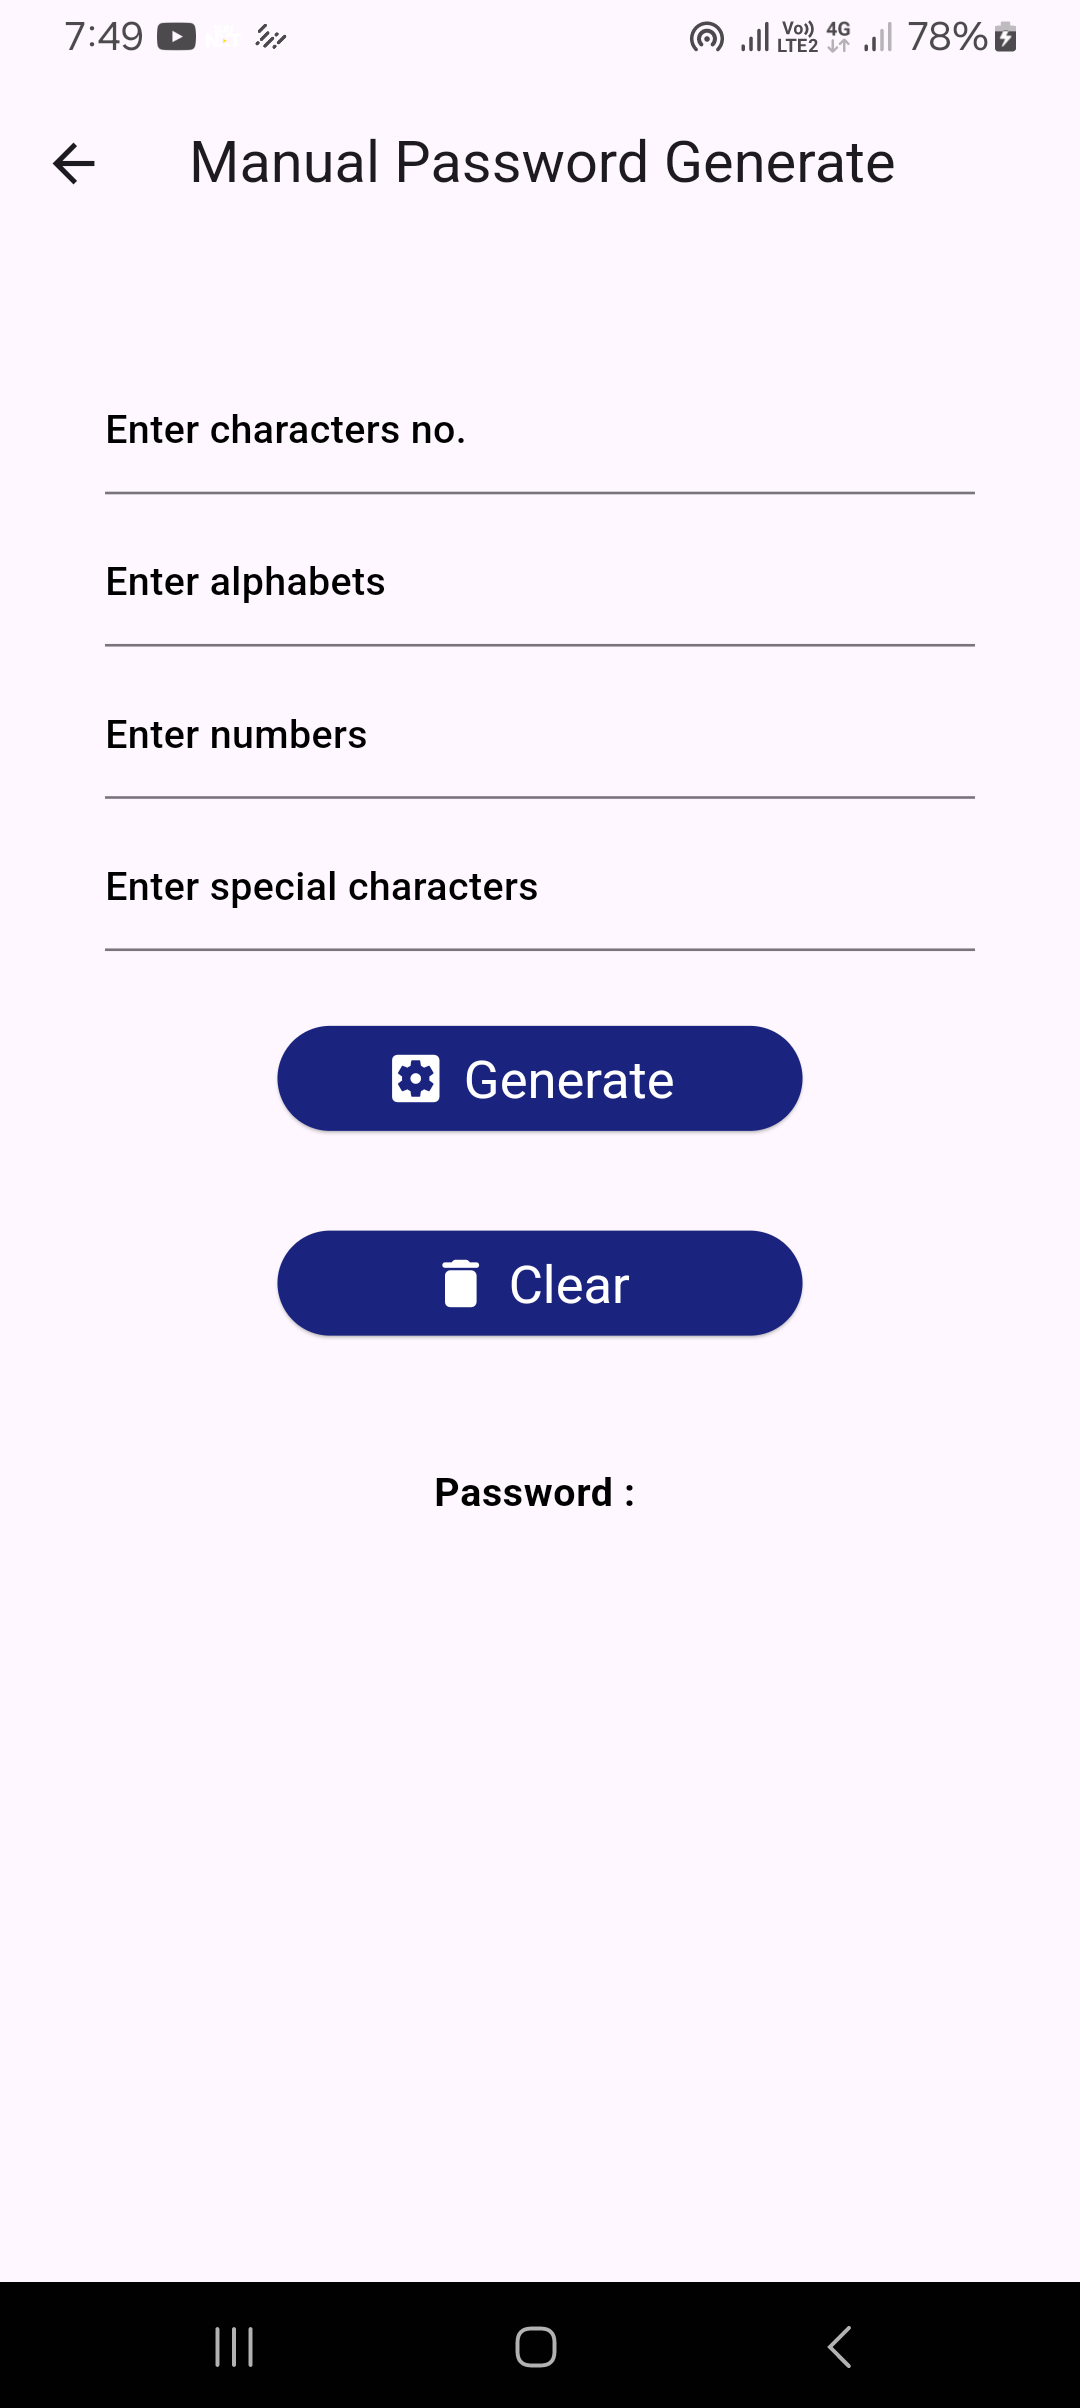 7:49 Vo)) LTE2 4G 78%
Manual Password Generate
Enter characters no.
Enter alphabets
Enter numbers
Enter special characters
Generate
Clear
Password :